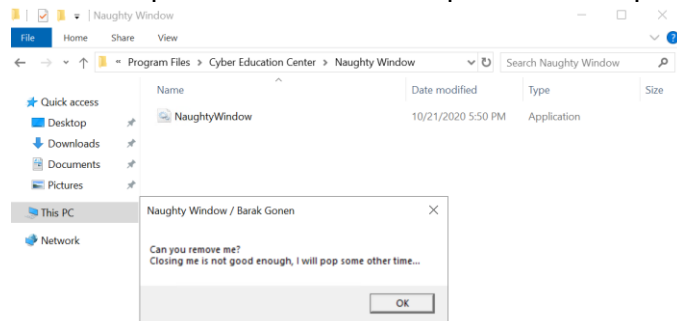 Naughty Window
File Home Share View
« Program Files > Cyber Education Center > Naughty Window
Search Naughty Window
Name Date modified Type Size
Quick access
Desktop
Downloads
Documents
Pictures
This PC
Network
NaughtyWindow 10/21/2020 5:50 PM Application
Naughty Window / Barak Gonen
Can you remove me?
Closing me is not good enough, I will pop some other time...
OK